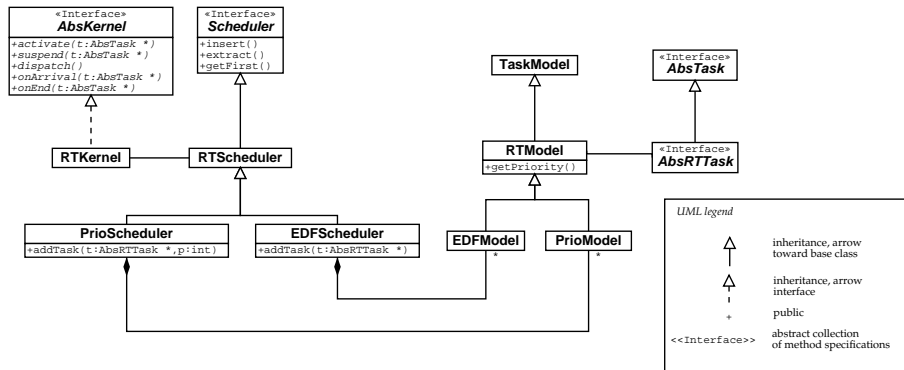 «Interface»
AbsKernel
+activate(t:AbsTask *)
+suspend(t:AbsTask *)
+dispatch()
+onArrival(t:AbsTask *)
+onEnd(t:AbsTask *)
«Interface»
Scheduler
+insert()
+extract()
+getFirst()
TaskModel
«Interface»
AbsTask
RTKernel
RTScheduler
RTModel
+getPriority()
«Interface»
AbsRTTask
PrioScheduler
+addTask(t:AbsRTTask *,p:int)
EDFScheduler
+addTask(t:AbsRTTask *)
EDFModel
*
PrioModel
*
UML legend
inheritance, arrow
toward base class
inheritance, arrow
interface
+ public
<<Interface>> abstract collection
of method specifications